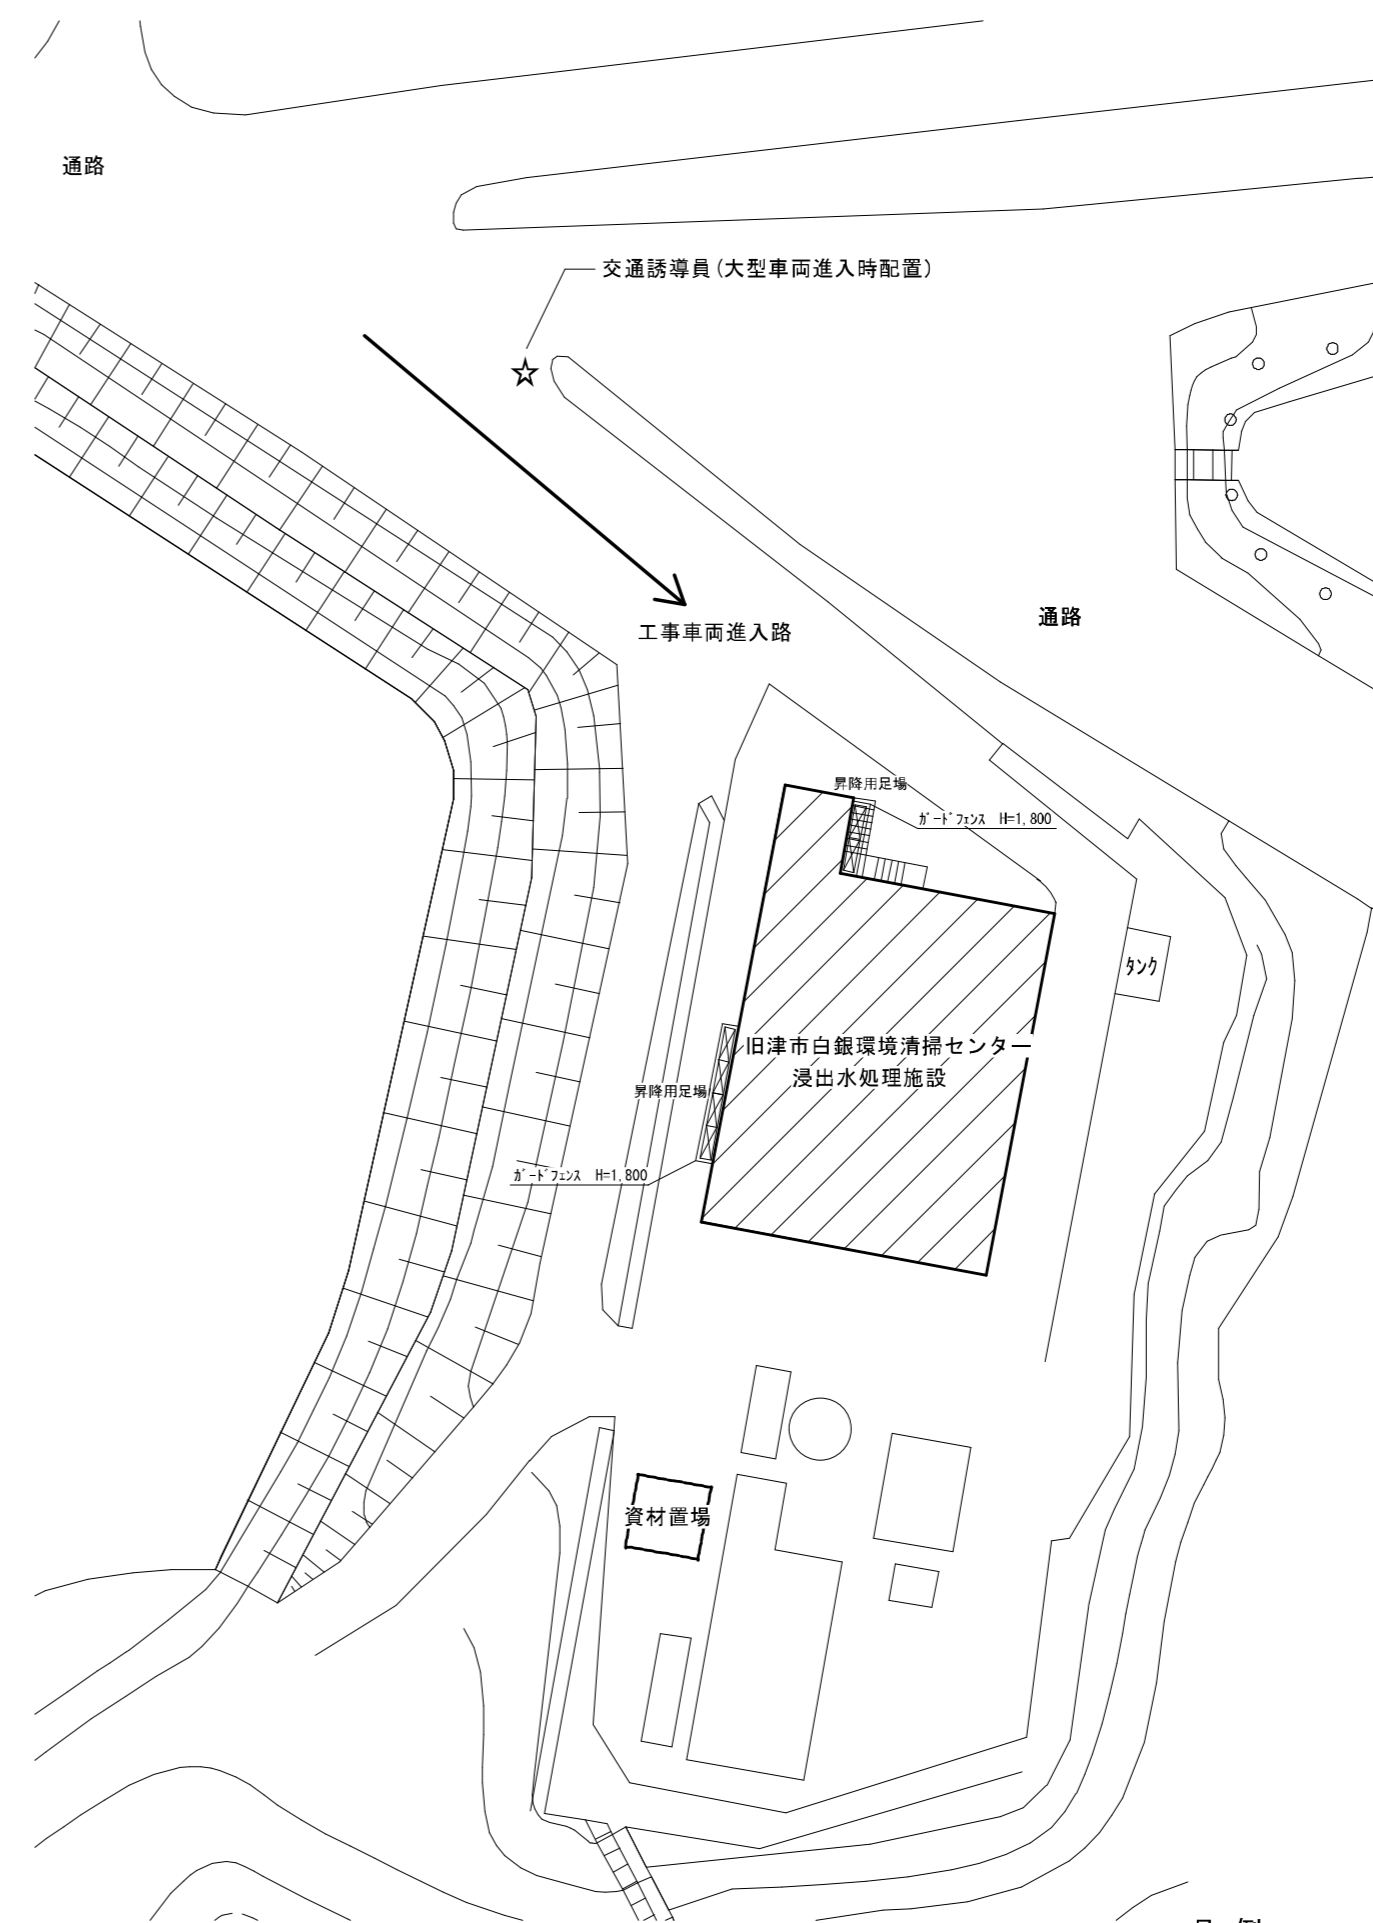 通路
交通誘導員(大型車両進入時配置)
工事車両進入路
通路
昇降用足場
ガードフェンス H=1,800
タンク
旧津市白銀環境清掃センター
浸出水処理施設
昇降用足場
ガードフェンス H=1,800
資材置場